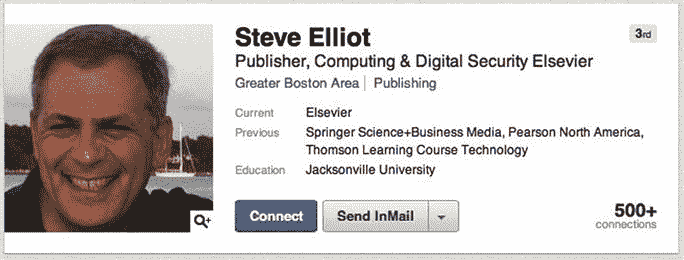 Steve Elliot
3rd
Publisher, Computing & Digital Security Elsevier
Greater Boston Area | Publishing
Current Elsevier
Previous Springer Science+Business Media, Pearson North America,
Thomson Learning Course Technology
Education Jacksonville University
Connect Send InMail
500+
connections